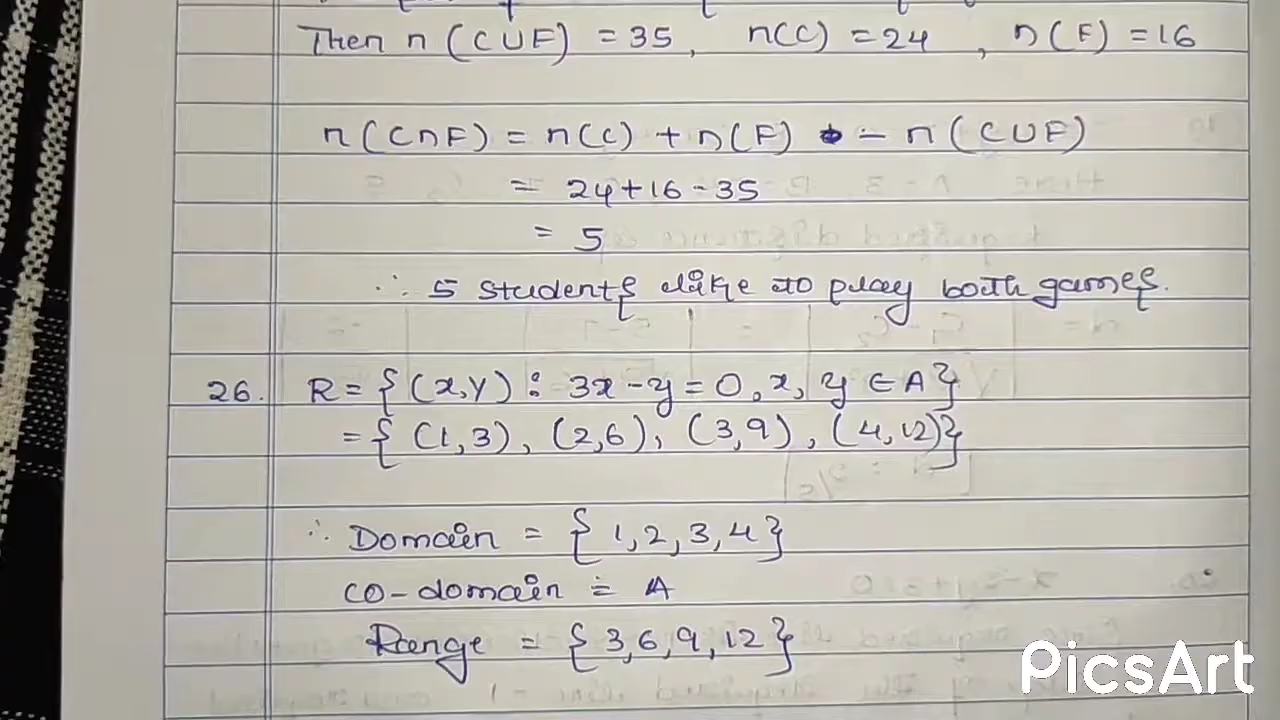 Then n(C∪F) = 35, n(C) = 24, n(F) = 16
n(C∩F) = n(C) + n(F) - n(C∪F)
= 24+16-35
= 5
∴ 5 students like to play both games.
26. R = {(x,y) : 3x-y = 0, x, y ∈ A}
= {(1,3), (2,6), (3,9), (4,12)}
∴ Domain = {1,2,3,4}
co-domain = A
Range = {3,6,9,12}
PicsArt